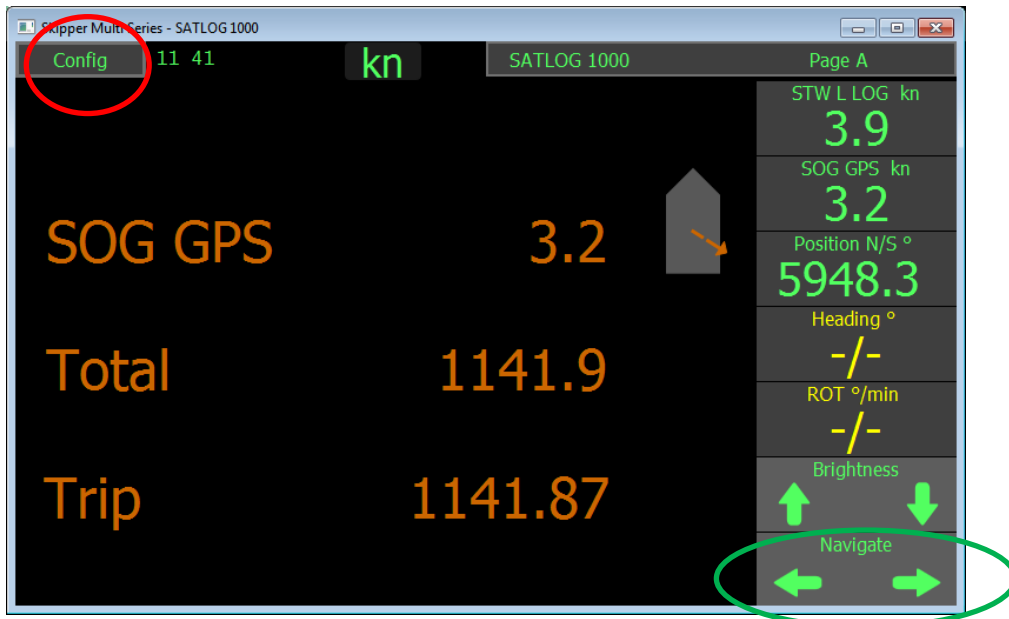 Skipper Multi Series - SATLOG 1000
Config 11 41 kn SATLOG 1000 Page A
STW L LOG kn
3.9
SOG GPS kn
3.2
SOG GPS 3.2
Position N/S °
5948.3
Heading °
-/-
Total 1141.9
ROT °/min
-/-
Trip 1141.87
Brightness
Navigate